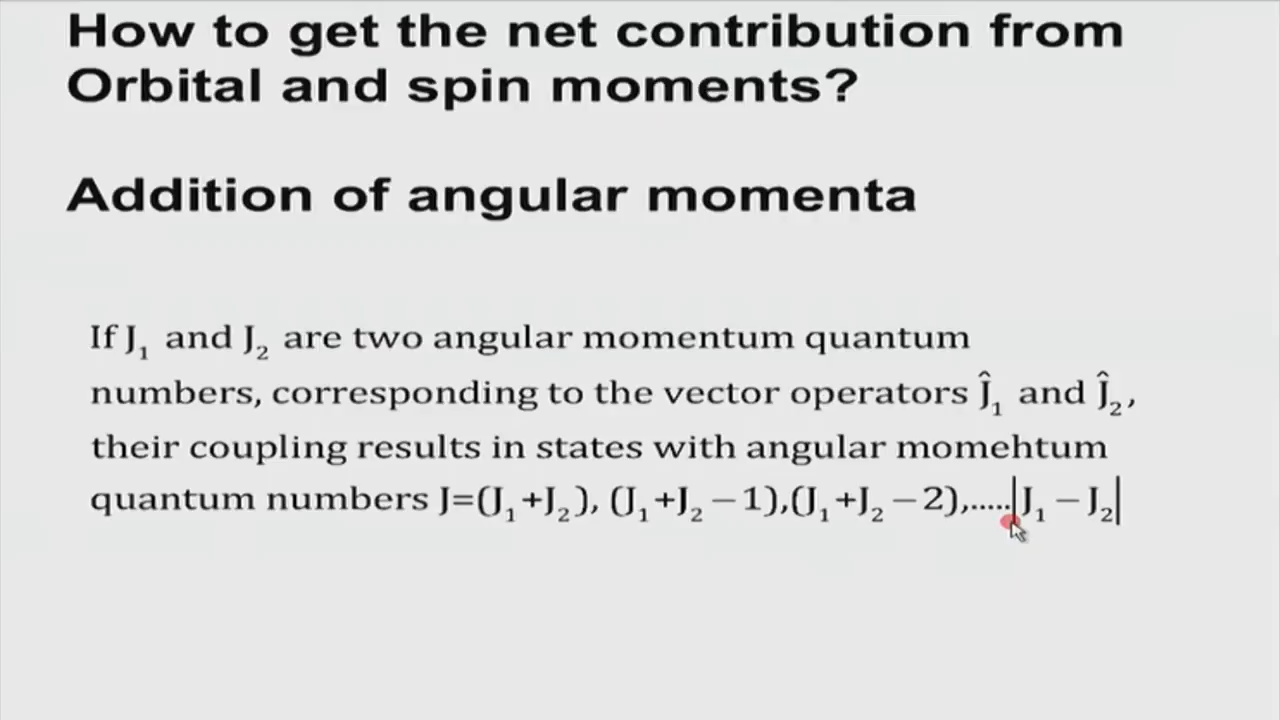 How to get the net contribution from
Orbital and spin moments?
Addition of angular momenta
If J₁ and J₂ are two angular momentum quantum
numbers, corresponding to the vector operators Ĵ₁ and Ĵ₂,
their coupling results in states with angular momehtum
quantum numbers J=(J₁+J₂), (J₁+J₂−1),(J₁+J₂−2),.....|J₁−J₂|